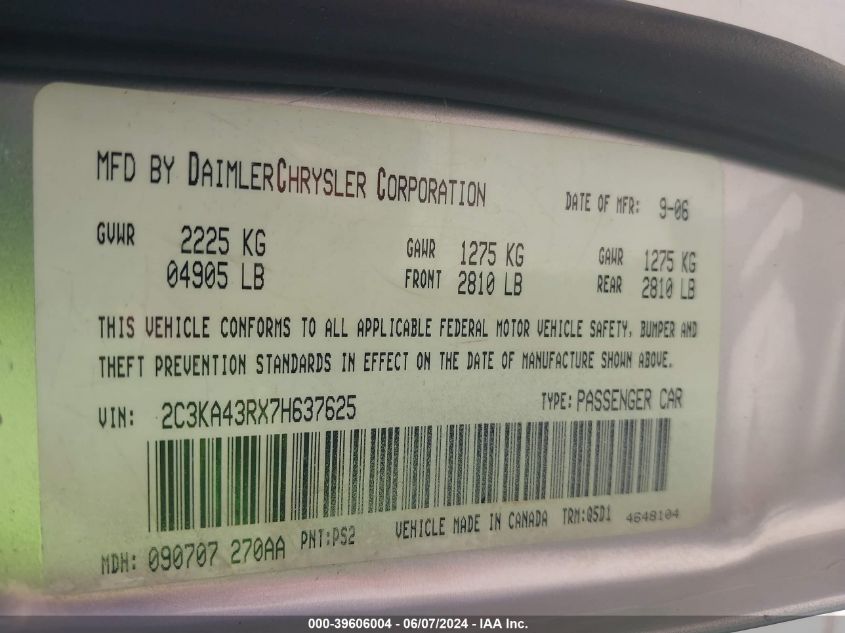 MFD BY DAIMLERCHRYSLER CORPORATION DATE OF MFR: 9-06
GVWR 2225 KG GAWR 1275 KG GAWR 1275 KG
04905 LB FRONT 2810 LB REAR 2810 LB
THIS VEHICLE CONFORMS TO ALL APPLICABLE FEDERAL MOTOR VEHICLE SAFETY, BUMPER AND
THEFT PREVENTION STANDARDS IN EFFECT ON THE DATE OF MANUFACTURE SHOWN ABOVE.
VIN: 2C3KA43RX7H637625 TYPE: PASSENGER CAR
MDH: 090707 270AA PNT:PS2 VEHICLE MADE IN CANADA TRM:Q5D1 4648104
000-39606004 - 06/07/2024 - IAA Inc.